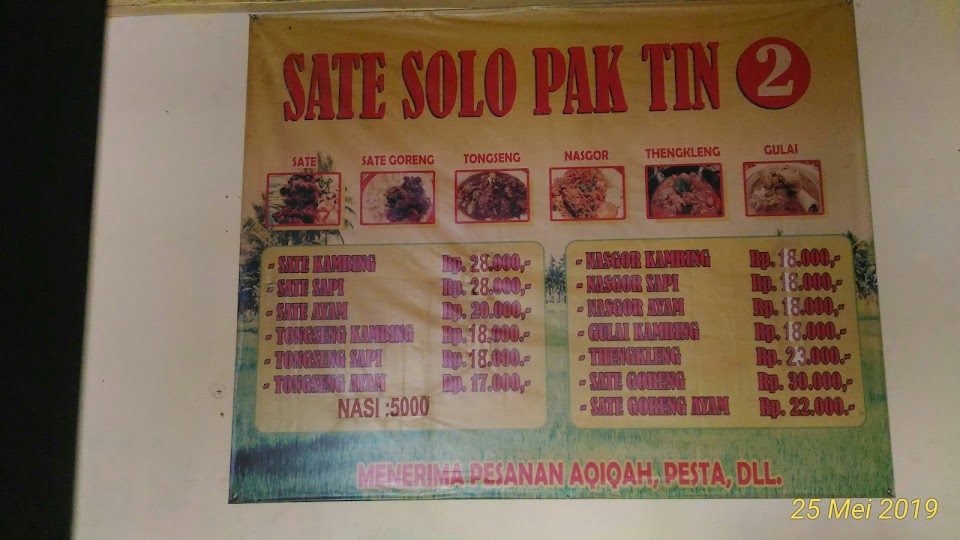 SATE SOLO PAK TIN 2
SATE
SATE GORENG
TONGSENG
NASGOR
THENGKLENG
GULAI
- SATE KAMBING Rp. 28.000,-
- SATE SAPI Rp. 28.000,-
- SATE AYAM Rp. 20.000,-
- TONGSENG KAMBING Rp. 18.000.-
- TONGSENG SAPI Rp. 18.000.-
- TONGSENG AYAM Rp. 17.000,-
NASI :5000
- NASGOR KAMBING Rp. 18.000,-
- NASGOR SAPI Rp. 18.000,-
- NASGOR AYAM Rp. 18.000,-
- GULAI KAMBING Rp. 18.000.-
- THENGKLENG Rp. 23.000.-
- SATE GORENG Rp. 30.000,-
- SATE GORENG AYAM Rp. 22.000.-
MENERIMA PESANAN AQIQAH, PESTA, DLL.
25 Mei 2019